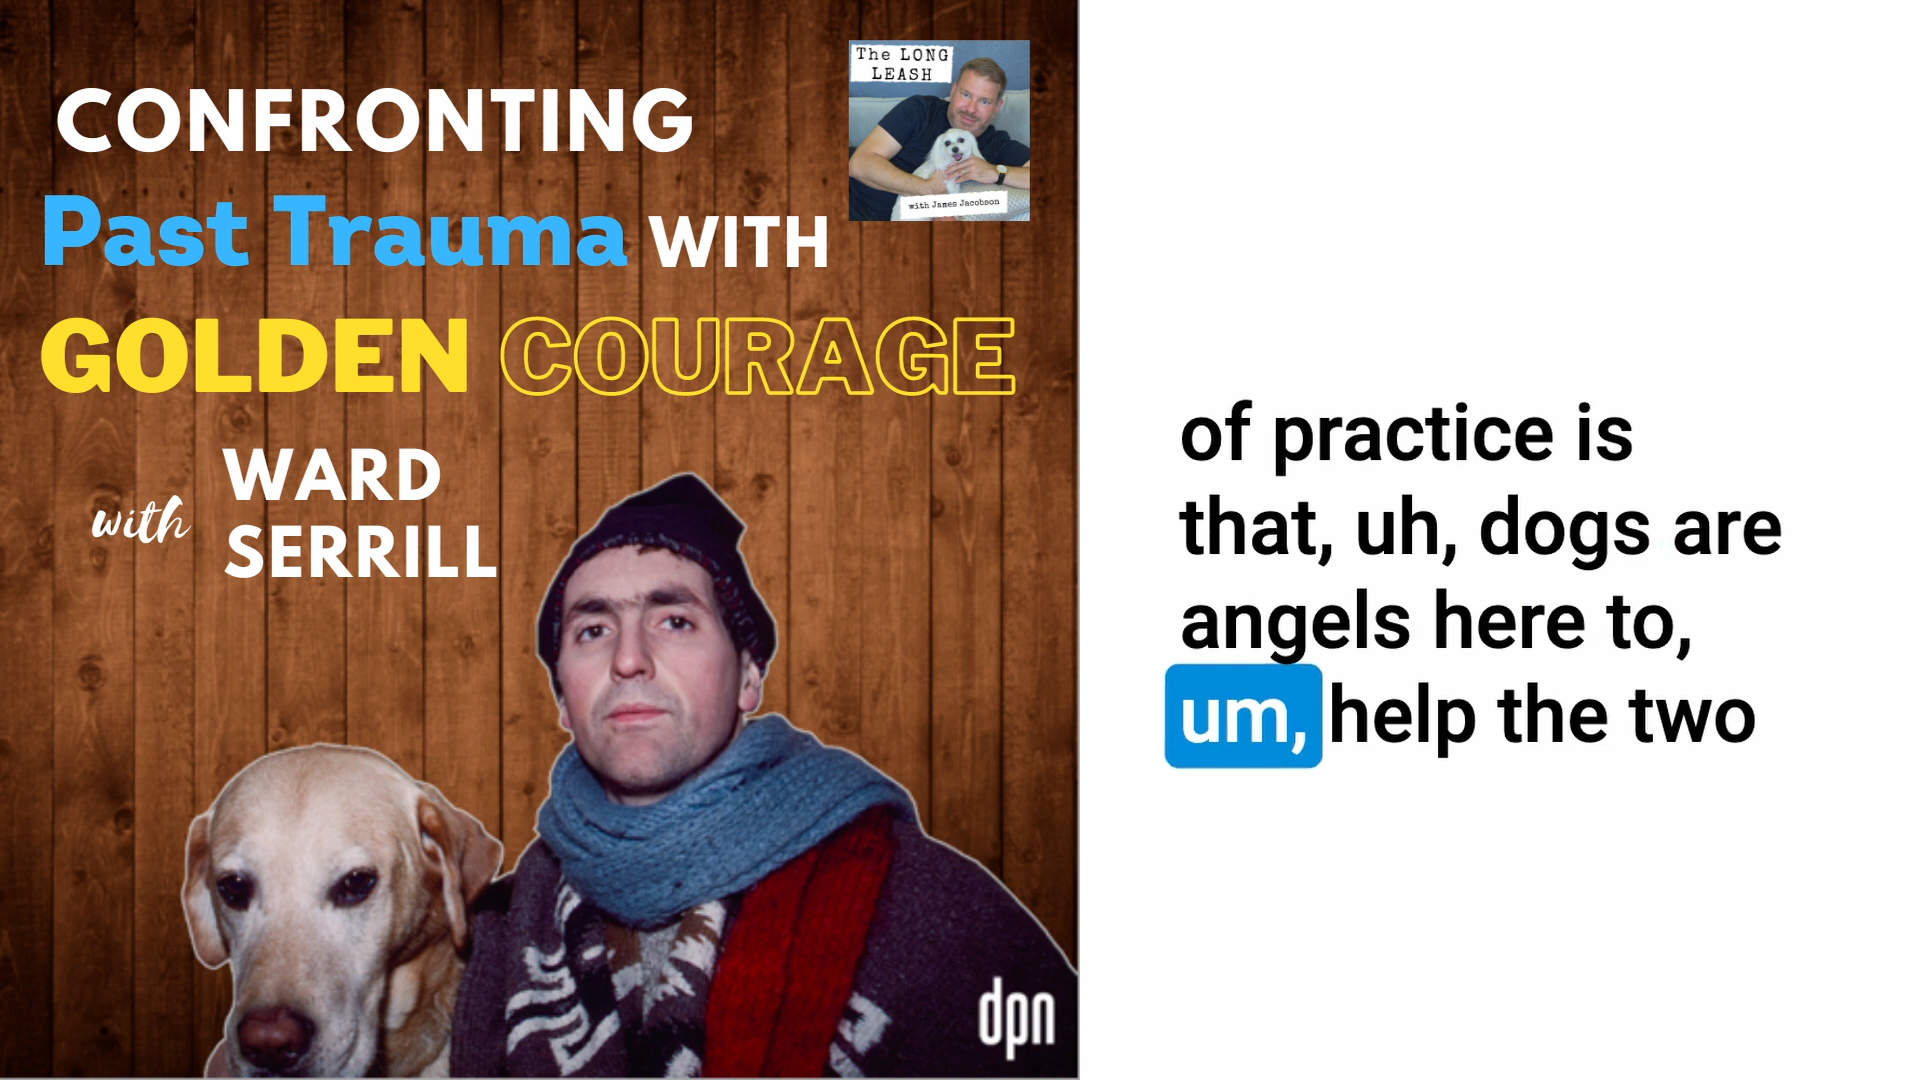 The LONG
LEASH
with James Jacobson
CONFRONTING
Past Trauma WITH
GOLDEN COURAGE
with
WARD
SERRILL
dpn
of practice is
that, uh, dogs are
angels here to,
um, help the two